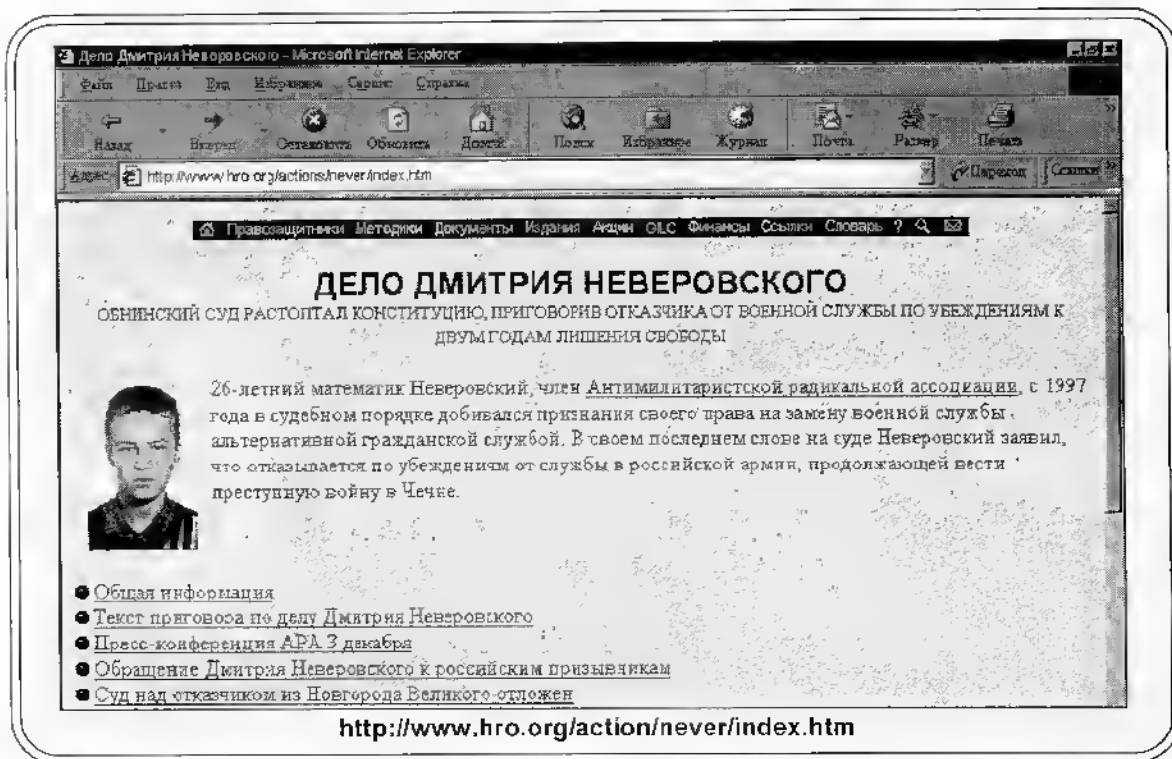 Дело Дмитрия Неверовского - Microsoft Internet Explorer
Файл Правка Вид Избранное Сервис Справка
Назад Вперед Остановить Обновить Домой Поиск Избранное Журнал Почта Размер Печать
Адрес http://www.hro.org/actions/never/index.htm Переход Ссылки
Правозащитники Методики Документы Издания Акции GLC Финансы Ссылки Словарь ?
ДЕЛО ДМИТРИЯ НЕВЕРОВСКОГО
ОБНИНСКИЙ СУД РАСТОПТАЛ КОНСТИТУЦИЮ, ПРИГОВОРИВ ОТКАЗЧИКА ОТ ВОЕННОЙ СЛУЖБЫ ПО УБЕЖДЕНИЯМ К
ДВУМ ГОДАМ ЛИШЕНИЯ СВОБОДЫ
26-летний математик Неверовский, член Антимилитаристской радикальной ассоциации, с 1997
года в судебном порядке добивался признания своего права на замену военной службы
альтернативной гражданской службой. В своем последнем слове на суде Неверовский заявил,
что отказывается по убеждениям от службы в российской армии, продолжающей вести
преступную войну в Чечне.
Общая информация
Текст приговора по делу Дмитрия Неверовского
Пресс-конференция АРА 3 декабря
Обращение Дмитрия Неверовского к российским призывникам
Суд над отказчиком из Новгорода Великого отложен
http://www.hro.org/action/never/index.htm